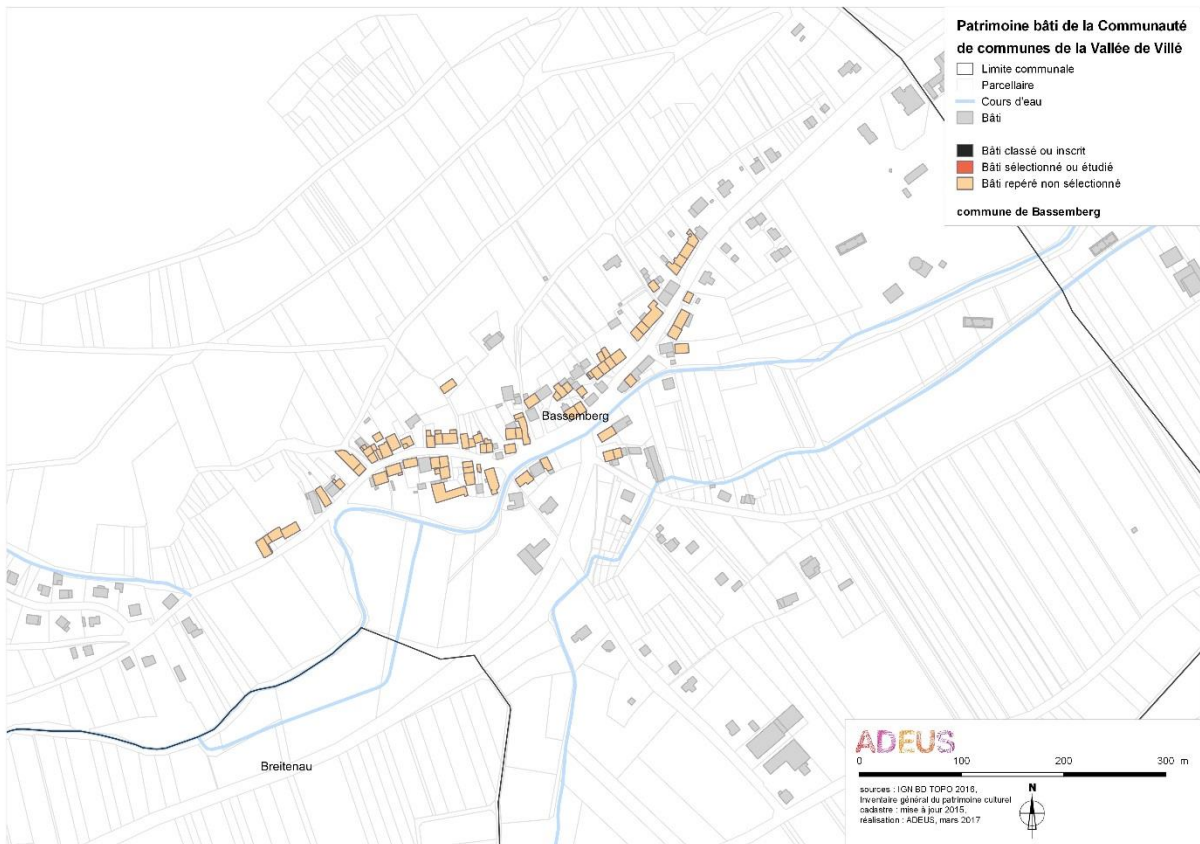 Patrimoine bâti de la Communauté
de communes de la Vallée de Villé
Limite communale
Parcellaire
Cours d'eau
Bâti
Bâti classé ou inscrit
Bâti sélectionné ou étudié
Bâti repéré non sélectionné
commune de Bassemberg
Bassemberg
Breitenau
ADEUS
0 100 200 300 m
sources : IGN BD TOPO 2016,
Inventaire général du patrimoine culturel
cadastre : mise à jour 2015,
réalisation : ADEUS, mars 2017
N